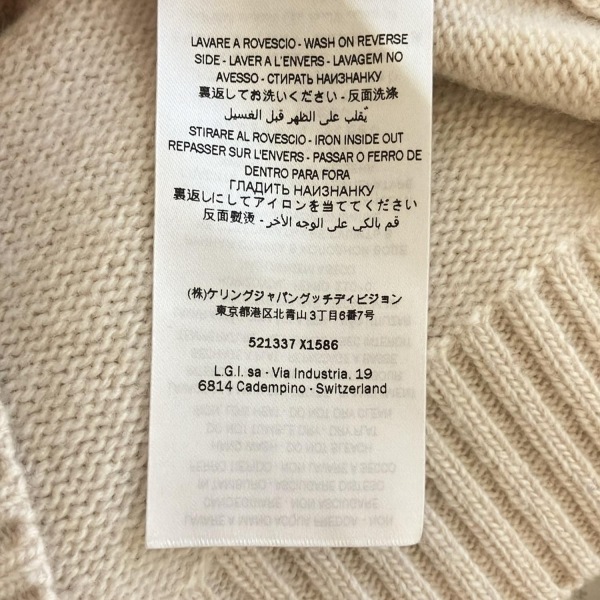 LAVARE A ROVESCIO - WASH ON REVERSE
SIDE - LAVER A L'ENVERS - LAVAGEM NO
AVESSO - СТИРАТЬ НАИЗНАНКУ
裏返してお洗いください - 反面洗滌
يُقلب على الظهر قبل الغسيل
STIRARE AL ROVESCIO - IRON INSIDE OUT
REPASSER SUR L'ENVERS - PASSAR O FERRO DE
DENTRO PARA FORA
ГЛАДИТЬ НАИЗНАНКУ
裏返しにしてアイロンを当ててください
反面熨烫 - قم بالكي على الوجه الآخر
(株)ケリングジャパングッチディビジョン
東京都港区北青山3丁目6番7号
521337 X1586
L.G.I. sa - Via Industria, 19
6814 Cadempino - Switzerland